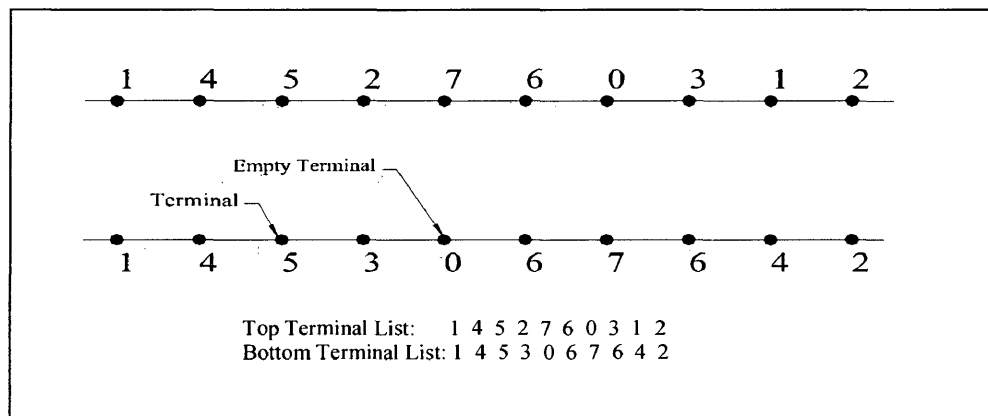 1 4 5 2 7 6 0 3 1 2
Empty Terminal
Terminal
1 4 5 3 0 6 7 6 4 2
Top Terminal List: 1 4 5 2 7 6 0 3 1 2
Bottom Terminal List: 1 4 5 3 0 6 7 6 4 2